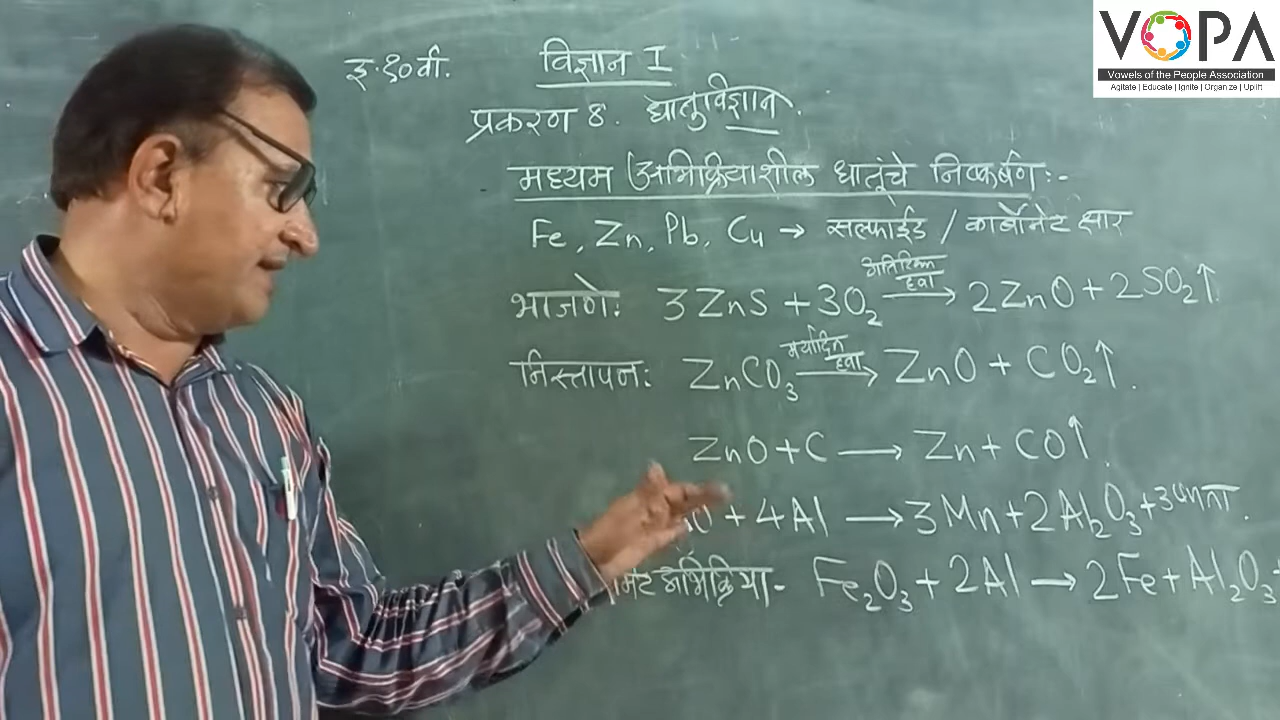 VOPA
Vowels of the People Association
Agitate | Educate | Ignite | Organize | Uplift
इ.१०वी. विज्ञान I
प्रकरण 8. धातुविज्ञान.
मध्यम अभिक्रियाशील धातूंचे निष्कर्षण:-
Fe, Zn, Pb, Cu → सल्फाईड / कार्बोनेट क्षार
भाजणे: 3ZnS + 3O₂ अतिरिक्त हवा → 2ZnO + 2SO₂↑.
निस्तापन: ZnCO₃ मर्यादित हवा → ZnO + CO₂↑.
ZnO + C → Zn + CO↑.
+ 4Al → 3Mn + 2Al₂O₃ + उष्णता.
अभिक्रिया - Fe₂O₃ + 2Al → 2Fe + Al₂O₃ +